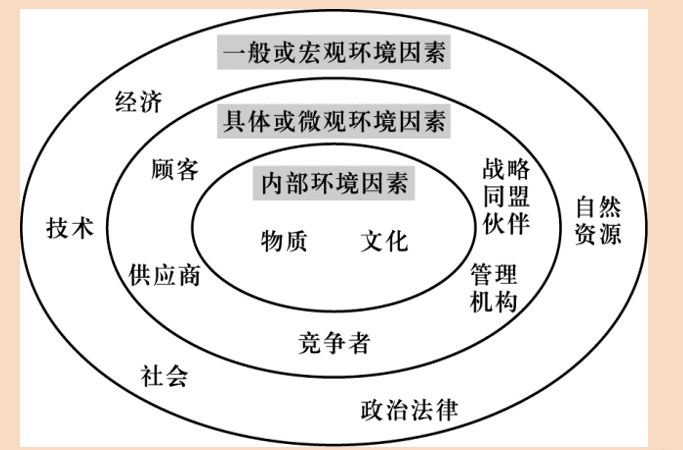 一般或宏观环境因素
经济
具体或微观环境因素
顾客
战略
同盟
伙伴
内部环境因素
自然
资源
技术
物质
文化
供应商
管理
机构
竞争者
社会
政治法律